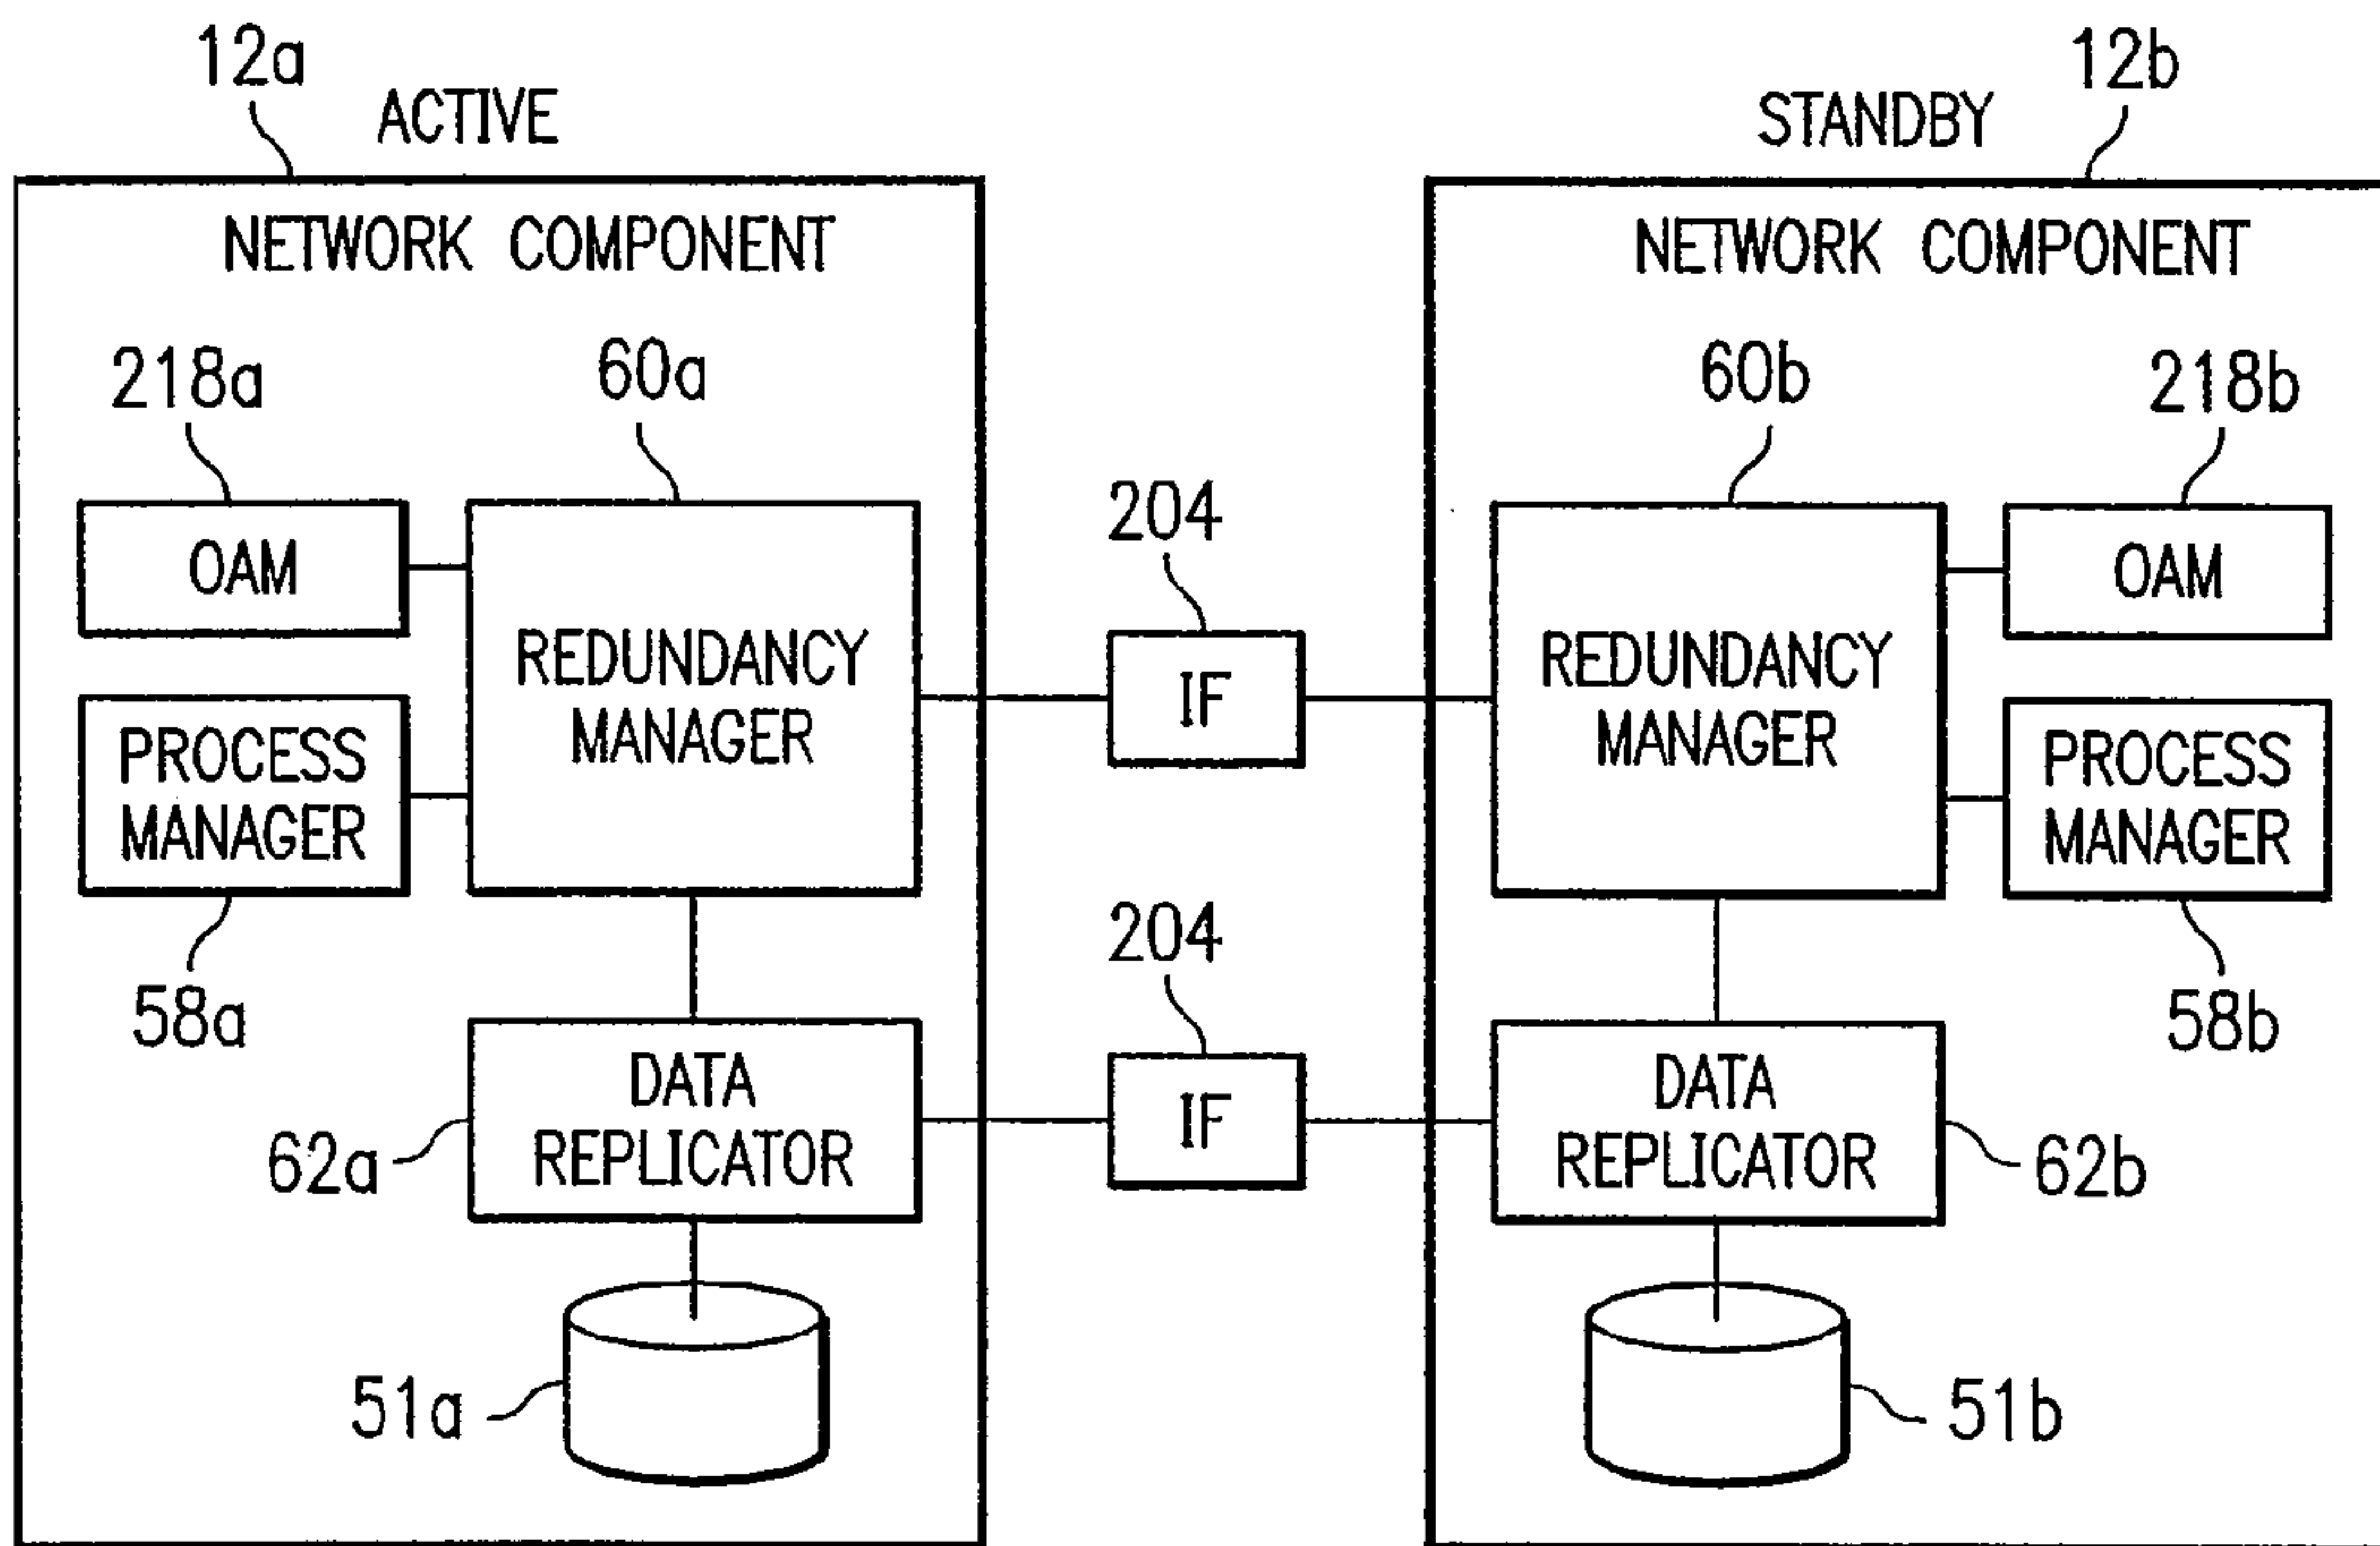 12a
ACTIVE
12b
STANDBY
NETWORK COMPONENT
NETWORK COMPONENT
218a
60a
60b
218b
204
OAM
REDUNDANCY
MANAGER
IF
REDUNDANCY
MANAGER
OAM
PROCESS
MANAGER
PROCESS
MANAGER
204
58a
58b
DATA
REPLICATOR
62a
IF
DATA
REPLICATOR
62b
51a
51b